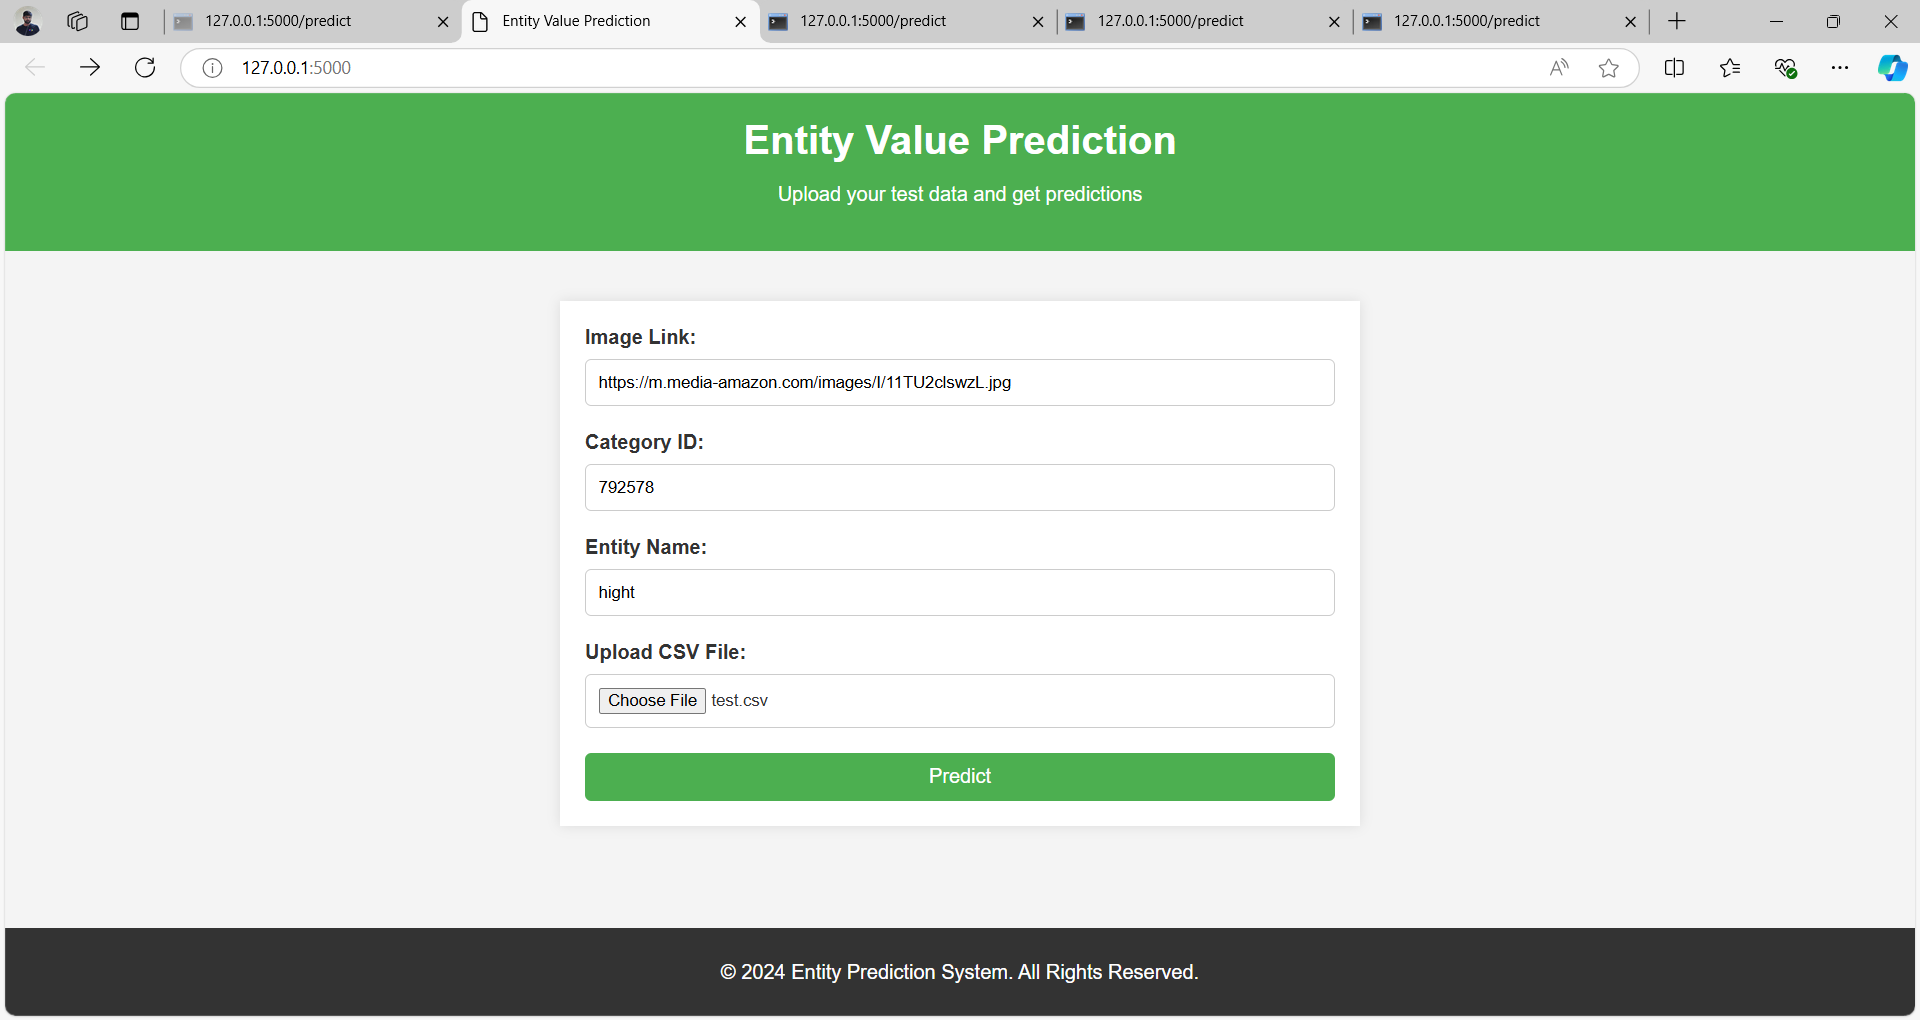 127.0.0.1:5000/predict
Entity Value Prediction
127.0.0.1:5000/predict
127.0.0.1:5000/predict
127.0.0.1:5000/predict
127.0.0.1:5000
Entity Value Prediction
Upload your test data and get predictions
Image Link:
https://m.media-amazon.com/images/I/11TU2clswzL.jpg
Category ID:
792578
Entity Name:
hight
Upload CSV File:
Choose File test.csv
Predict
© 2024 Entity Prediction System. All Rights Reserved.